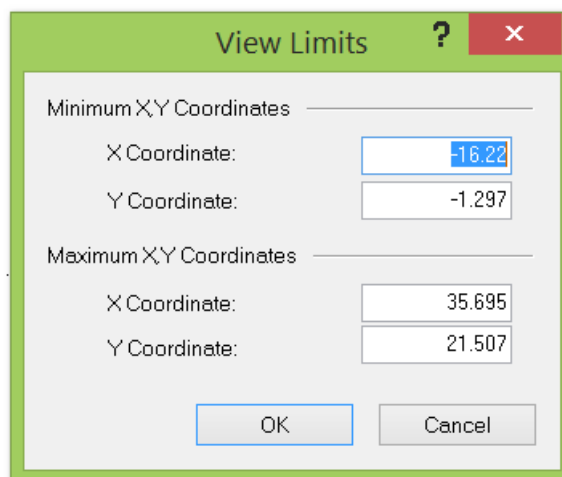 View Limits ? x
Minimum X,Y Coordinates
X Coordinate: -16.22
Y Coordinate: -1.297
Maximum X,Y Coordinates
X Coordinate: 35.695
Y Coordinate: 21.507
OK Cancel